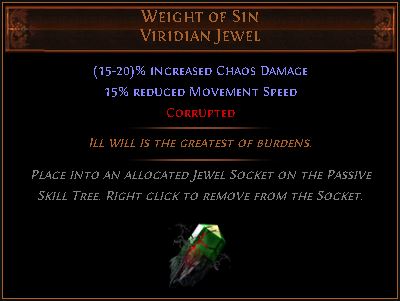 Weight of Sin
Viridian Jewel
(15-20)% increased Chaos Damage
15% reduced Movement Speed
Corrupted
Ill will is the greatest of burdens.
Place into an allocated Jewel Socket on the Passive
Skill Tree. Right click to remove from the Socket.